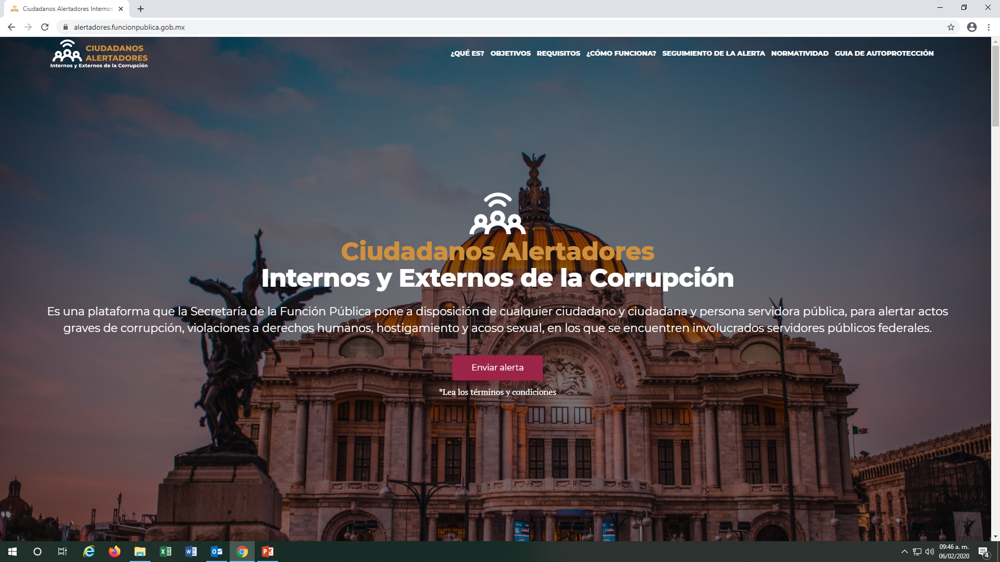 Ciudadanos Alertadores Internos
alertadores.funcionpublica.gob.mx
CIUDADANOS
ALERTADORES
Internos y Externos de la Corrupción
¿QUÉ ES? OBJETIVOS REQUISITOS ¿CÓMO FUNCIONA? SEGUIMIENTO DE LA ALERTA NORMATIVIDAD GUIA DE AUTOPROTECCIÓN
Ciudadanos Alertadores
Internos y Externos de la Corrupción
Es una plataforma que la Secretaría de la Función Pública pone a disposición de cualquier ciudadano y ciudadana y persona servidora pública, para alertar actos
graves de corrupción, violaciones a derechos humanos, hostigamiento y acoso sexual, en los que se encuentren involucrados servidores públicos federales.
BELLAS ARTES
Enviar alerta
*Lea los términos y condiciones
09:46 a. m.
06/02/2020
4